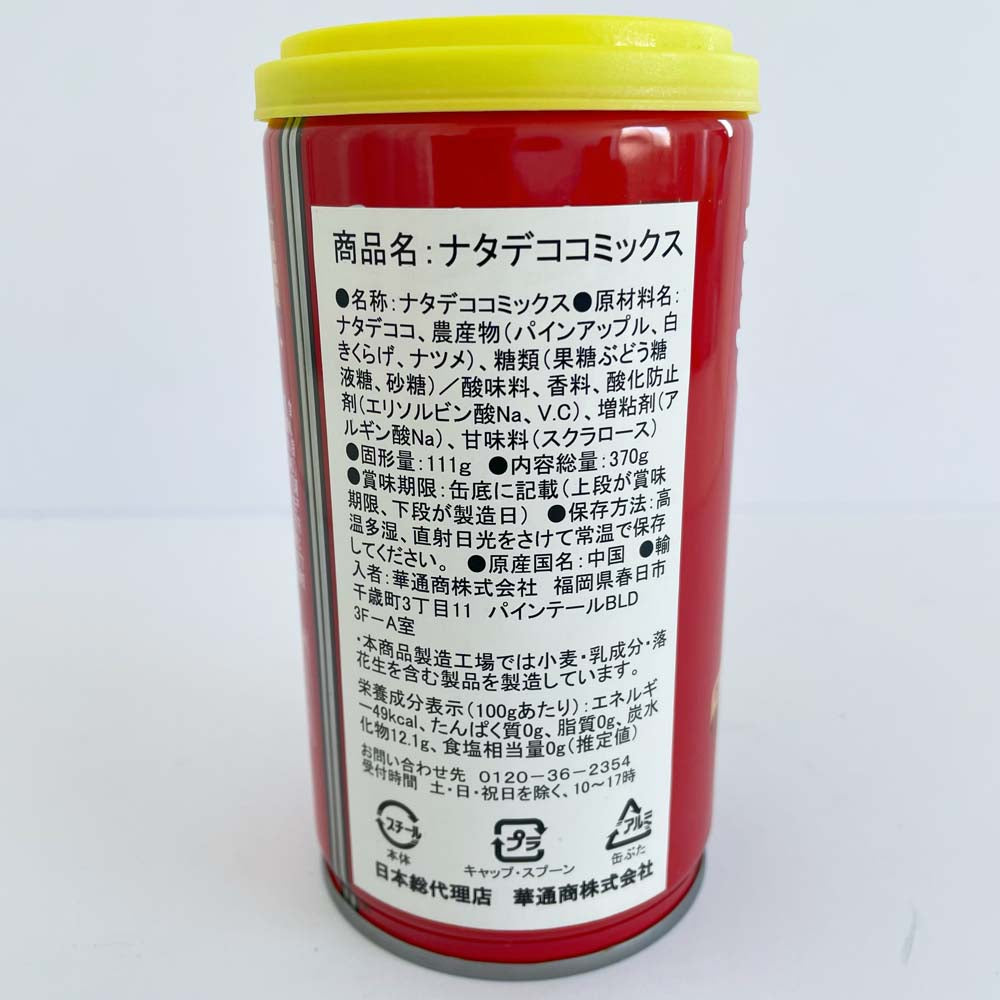 商品名：ナタデココミックス
●名称：ナタデココミックス●原材料名：
ナタデココ、農産物（パインアップル、白
きくらげ、ナツメ）、糖類（果糖ぶどう糖
液糖、砂糖）／酸味料、香料、酸化防止
剤（エリソルビン酸Na、V.C）、増粘剤（ア
ルギン酸Na）、甘味料（スクラロース）
●固形量：111g ●内容総量：370g
●賞味期限：缶底に記載（上段が賞味
期限、下段が製造日） ●保存方法：高
温多湿、直射日光をさけて常温で保存
してください。 ●原産国名：中国 ●輸
入者：華通商株式会社 福岡県春日市
千歳町3丁目11 パインテールBLD
3F－A室
・本商品製造工場では小麦・乳成分・落
花生を含む製品を製造しています。
栄養成分表示（100gあたり）：エネルギ
ー49kcal、たんぱく質0g、脂質0g、炭水
化物12.1g、食塩相当量0g（推定値）
お問い合わせ先 0120－36－2354
受付時間 土・日・祝日を除く、10～17時
スチール
本体
プラ
キャップ・スプーン
アルミ
缶ぶた
日本総代理店 華通商株式会社